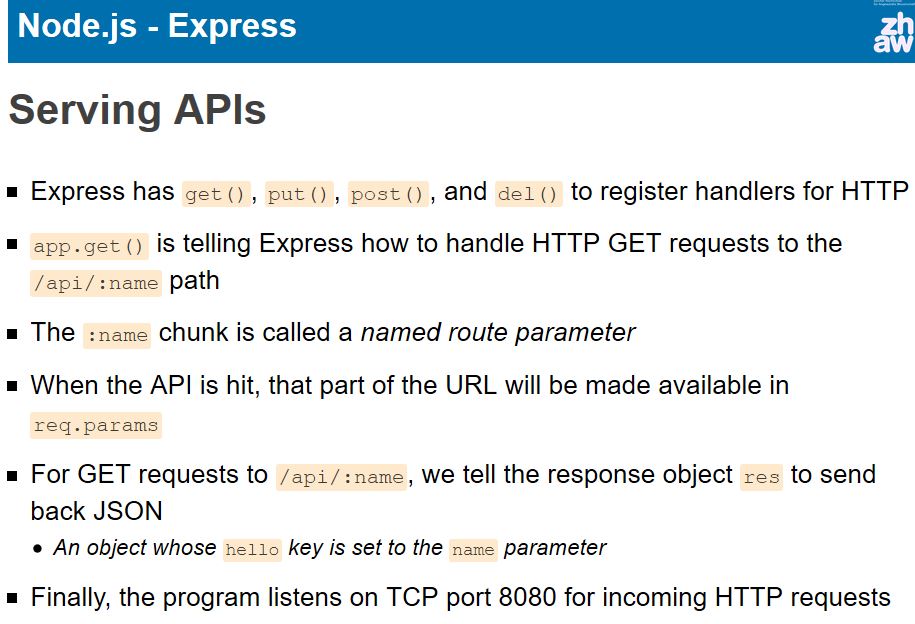 Node.js - Express
zh
aw
Serving APIs
Express has get(), put(), post(), and del() to register handlers for HTTP
app.get() is telling Express how to handle HTTP GET requests to the
/api/:name path
The :name chunk is called a named route parameter
When the API is hit, that part of the URL will be made available in
req.params
For GET requests to /api/:name, we tell the response object res to send
back JSON
An object whose hello key is set to the name parameter
Finally, the program listens on TCP port 8080 for incoming HTTP requests